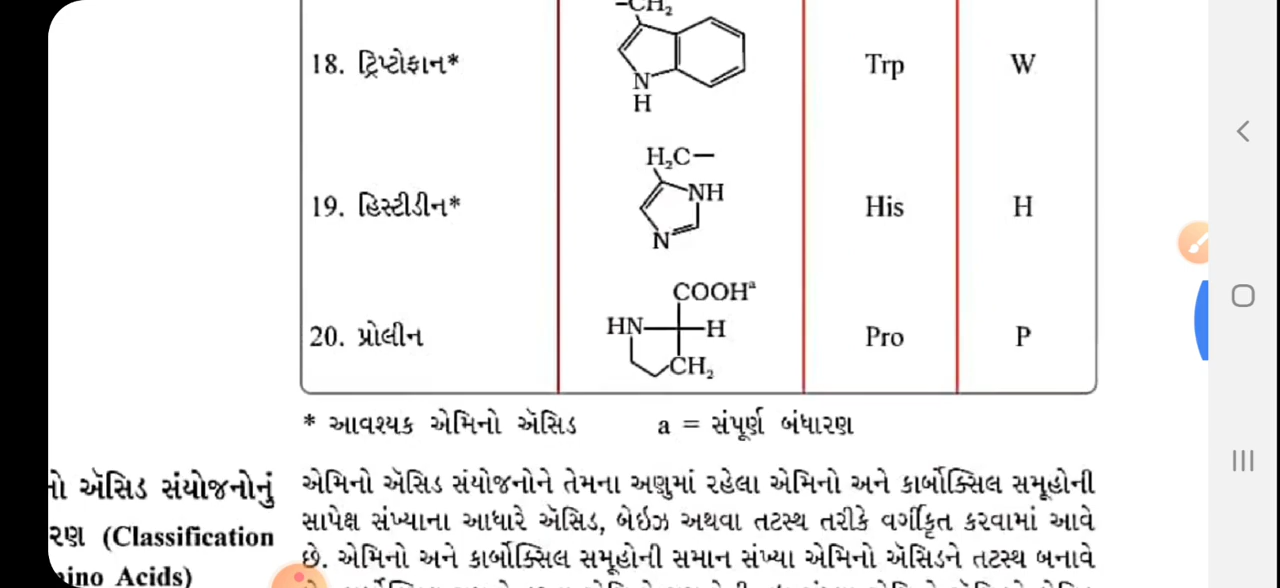 –CH₂
N
H
18. ટ્રિપ્ટોફાન* Trp W
H₂C–
NH
N
19. હિસ્ટીડીન* His H
COOHᵃ
HN H
CH₂
20. પ્રોલીન Pro P
* આવશ્યક એમિનો ઍસિડ a = સંપૂર્ણ બંધારણ
નો ઍસિડ સંયોજનોનું
રણ (Classification
mino Acids)
એમિનો ઍસિડ સંયોજનોને તેમના અણુમાં રહેલા એમિનો અને કાર્બોક્સિલ સમૂહોની
સાપેક્ષ સંખ્યાના આધારે ઍસિડ, બેઇઝ અથવા તટસ્થ તરીકે વર્ગીકૃત કરવામાં આવે
છે. એમિનો અને કાર્બોક્સિલ સમૂહોની સમાન સંખ્યા એમિનો ઍસિડને તટસ્થ બનાવે